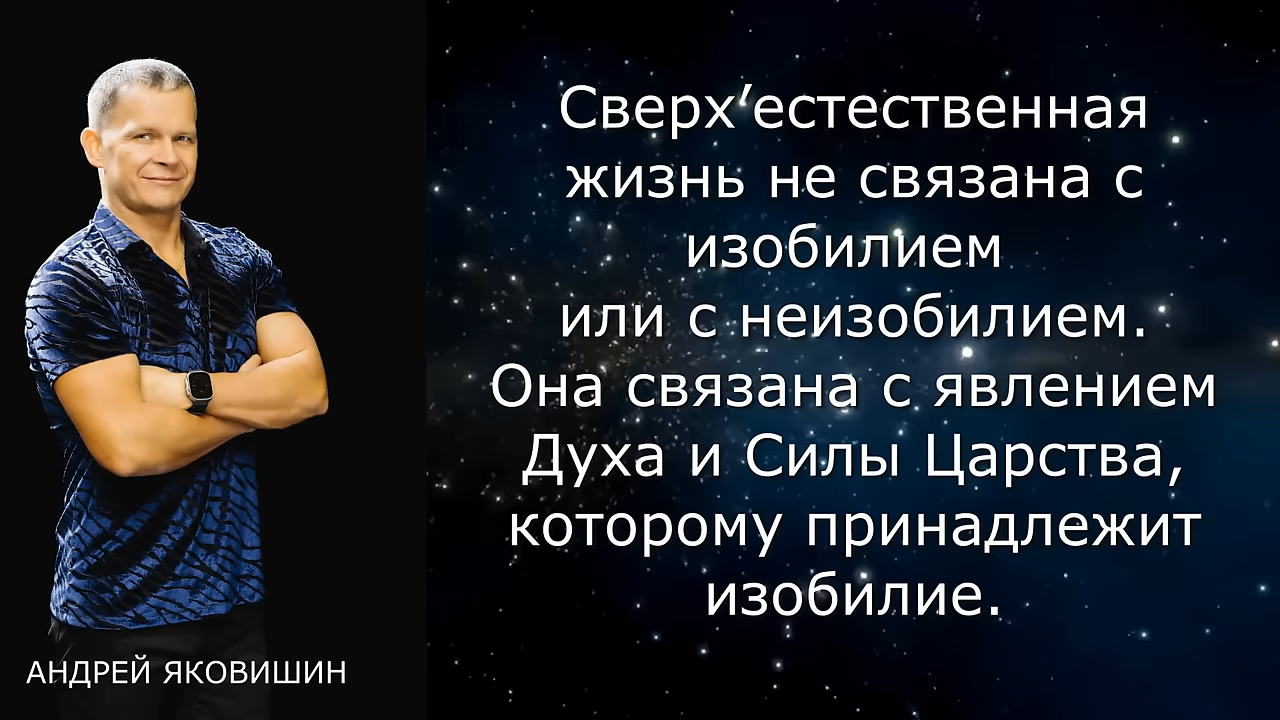 Сверх’естественная
жизнь не связана с
изобилием
или с неизобилием.
Она связана с явлением
Духа и Силы Царства,
которому принадлежит
изобилие.
АНДРЕЙ ЯКОВИШИН